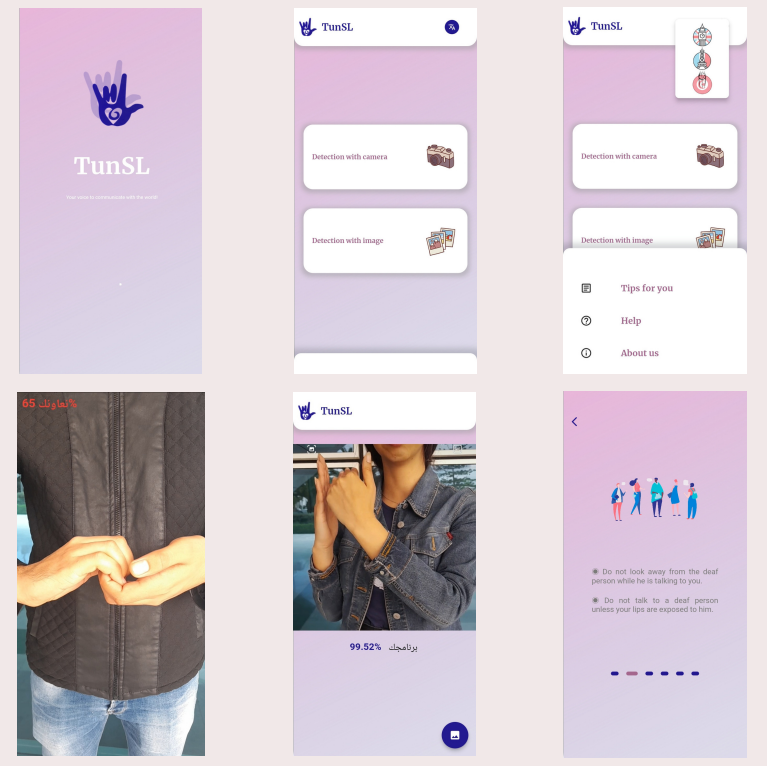 TunSL
Your voice to communicate with the world
TunSL
Detection with camera
Detection with image
TunSL
Detection with camera
Detection with image
Tips for you
Help
About us
نعاونك 65%
TunSL
99.52% برنامجك
✺ Do not look away from the deaf
person while he is talking to you.
✺ Do not talk to a deaf person
unless your lips are exposed to him.